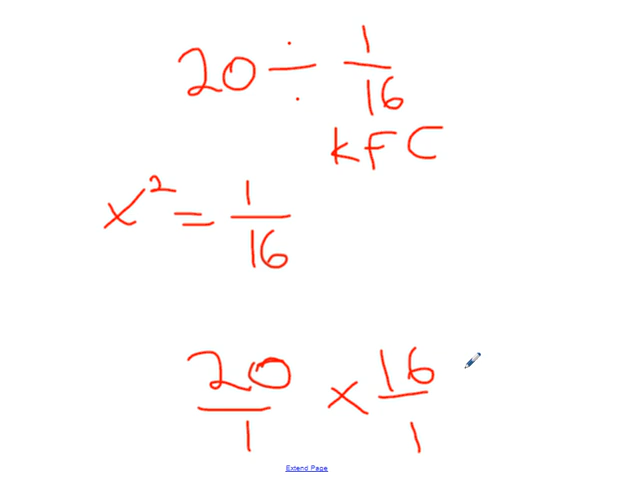 20 ÷ 1/16
KFC
x² = 1/16
20/1 × 16/1
Extend Page